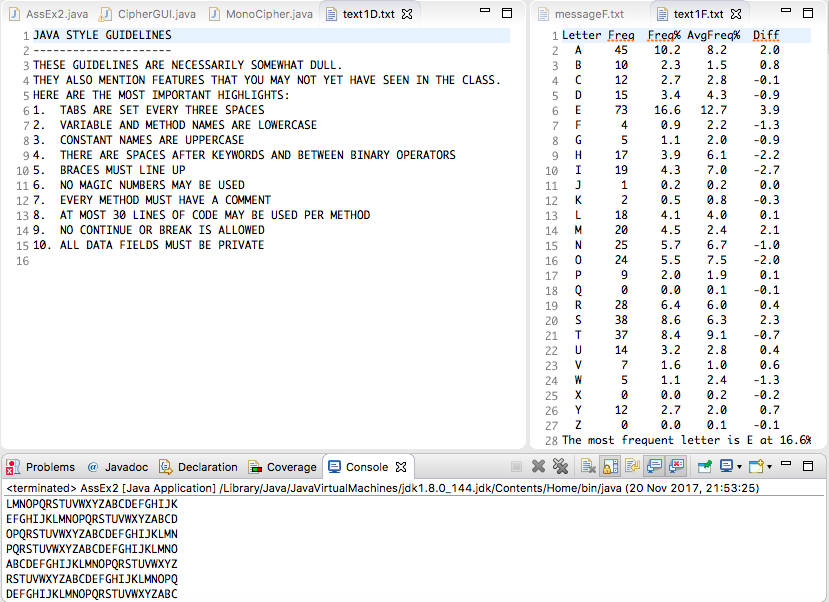 AssEx2.java CipherGUI.java MonoCipher.java text1D.txt
1 JAVA STYLE GUIDELINES
2 ---------------------
3 THESE GUIDELINES ARE NECESSARILY SOMEWHAT DULL.
4 THEY ALSO MENTION FEATURES THAT YOU MAY NOT YET HAVE SEEN IN THE CLASS.
5 HERE ARE THE MOST IMPORTANT HIGHLIGHTS:
6 1. TABS ARE SET EVERY THREE SPACES
7 2. VARIABLE AND METHOD NAMES ARE LOWERCASE
8 3. CONSTANT NAMES ARE UPPERCASE
9 4. THERE ARE SPACES AFTER KEYWORDS AND BETWEEN BINARY OPERATORS
10 5. BRACES MUST LINE UP
11 6. NO MAGIC NUMBERS MAY BE USED
12 7. EVERY METHOD MUST HAVE A COMMENT
13 8. AT MOST 30 LINES OF CODE MAY BE USED PER METHOD
14 9. NO CONTINUE OR BREAK IS ALLOWED
15 10. ALL DATA FIELDS MUST BE PRIVATE
16
messageF.txt text1F.txt
1 Letter Freq Freq% AvgFreq% Diff
2 A 45 10.2 8.2 2.0
3 B 10 2.3 1.5 0.8
4 C 12 2.7 2.8 -0.1
5 D 15 3.4 4.3 -0.9
6 E 73 16.6 12.7 3.9
7 F 4 0.9 2.2 -1.3
8 G 5 1.1 2.0 -0.9
9 H 17 3.9 6.1 -2.2
10 I 19 4.3 7.0 -2.7
11 J 1 0.2 0.2 0.0
12 K 2 0.5 0.8 -0.3
13 L 18 4.1 4.0 0.1
14 M 20 4.5 2.4 2.1
15 N 25 5.7 6.7 -1.0
16 O 24 5.5 7.5 -2.0
17 P 9 2.0 1.9 0.1
18 Q 0 0.0 0.1 -0.1
19 R 28 6.4 6.0 0.4
20 S 38 8.6 6.3 2.3
21 T 37 8.4 9.1 -0.7
22 U 14 3.2 2.8 0.4
23 V 7 1.6 1.0 0.6
24 W 5 1.1 2.4 -1.3
25 X 0 0.0 0.2 -0.2
26 Y 12 2.7 2.0 0.7
27 Z 0 0.0 0.1 -0.1
28 The most frequent letter is E at 16.6%
Problems @ Javadoc Declaration Coverage Console
<terminated> AssEx2 [Java Application] /Library/Java/JavaVirtualMachines/jdk1.8.0_144.jdk/Contents/Home/bin/java (20 Nov 2017, 21:53:25)
LMNOPQRSTUVWXYZABCDEFGHIJK
EFGHIJKLMNOPQRSTUVWXYZABCD
OPQRSTUVWXYZABCDEFGHIJKLMN
PQRSTUVWXYZABCDEFGHIJKLMNO
ABCDEFGHIJKLMNOPQRSTUVWXYZ
RSTUVWXYZABCDEFGHIJKLMNOPQ
DEFGHIJKLMNOPQRSTUVWXYZABC